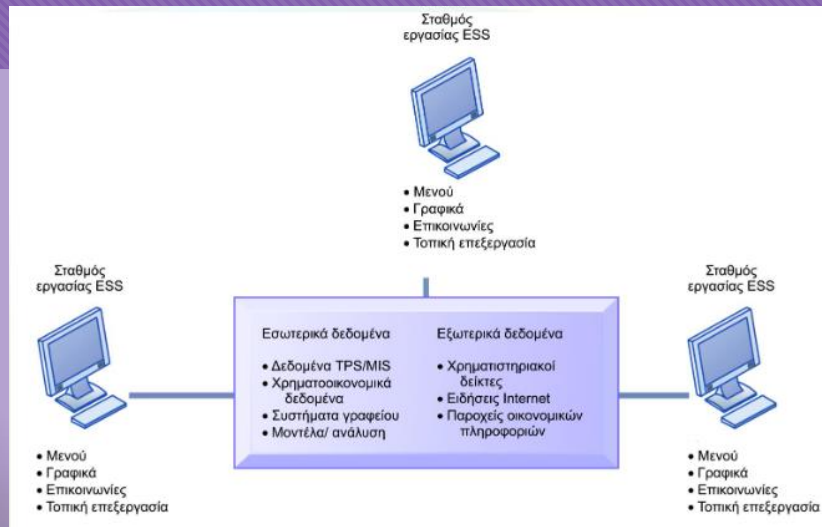 Σταθμός
εργασίας ESS
• Μενού
• Γραφικά
• Επικοινωνίες
• Τοπική επεξεργασία
Σταθμός
εργασίας ESS
• Μενού
• Γραφικά
• Επικοινωνίες
• Τοπική επεξεργασία
Εσωτερικά δεδομένα
• Δεδομένα TPS/MIS
• Χρηματοοικονομικά
δεδομένα
• Συστήματα γραφείου
• Μοντέλα/ ανάλυση
Εξωτερικά δεδομένα
• Χρηματιστηριακοί
δείκτες
• Ειδήσεις Internet
• Παροχείς οικονομικών
πληροφοριών
Σταθμός
εργασίας ESS
• Μενού
• Γραφικά
• Επικοινωνίες
• Τοπική επεξεργασία